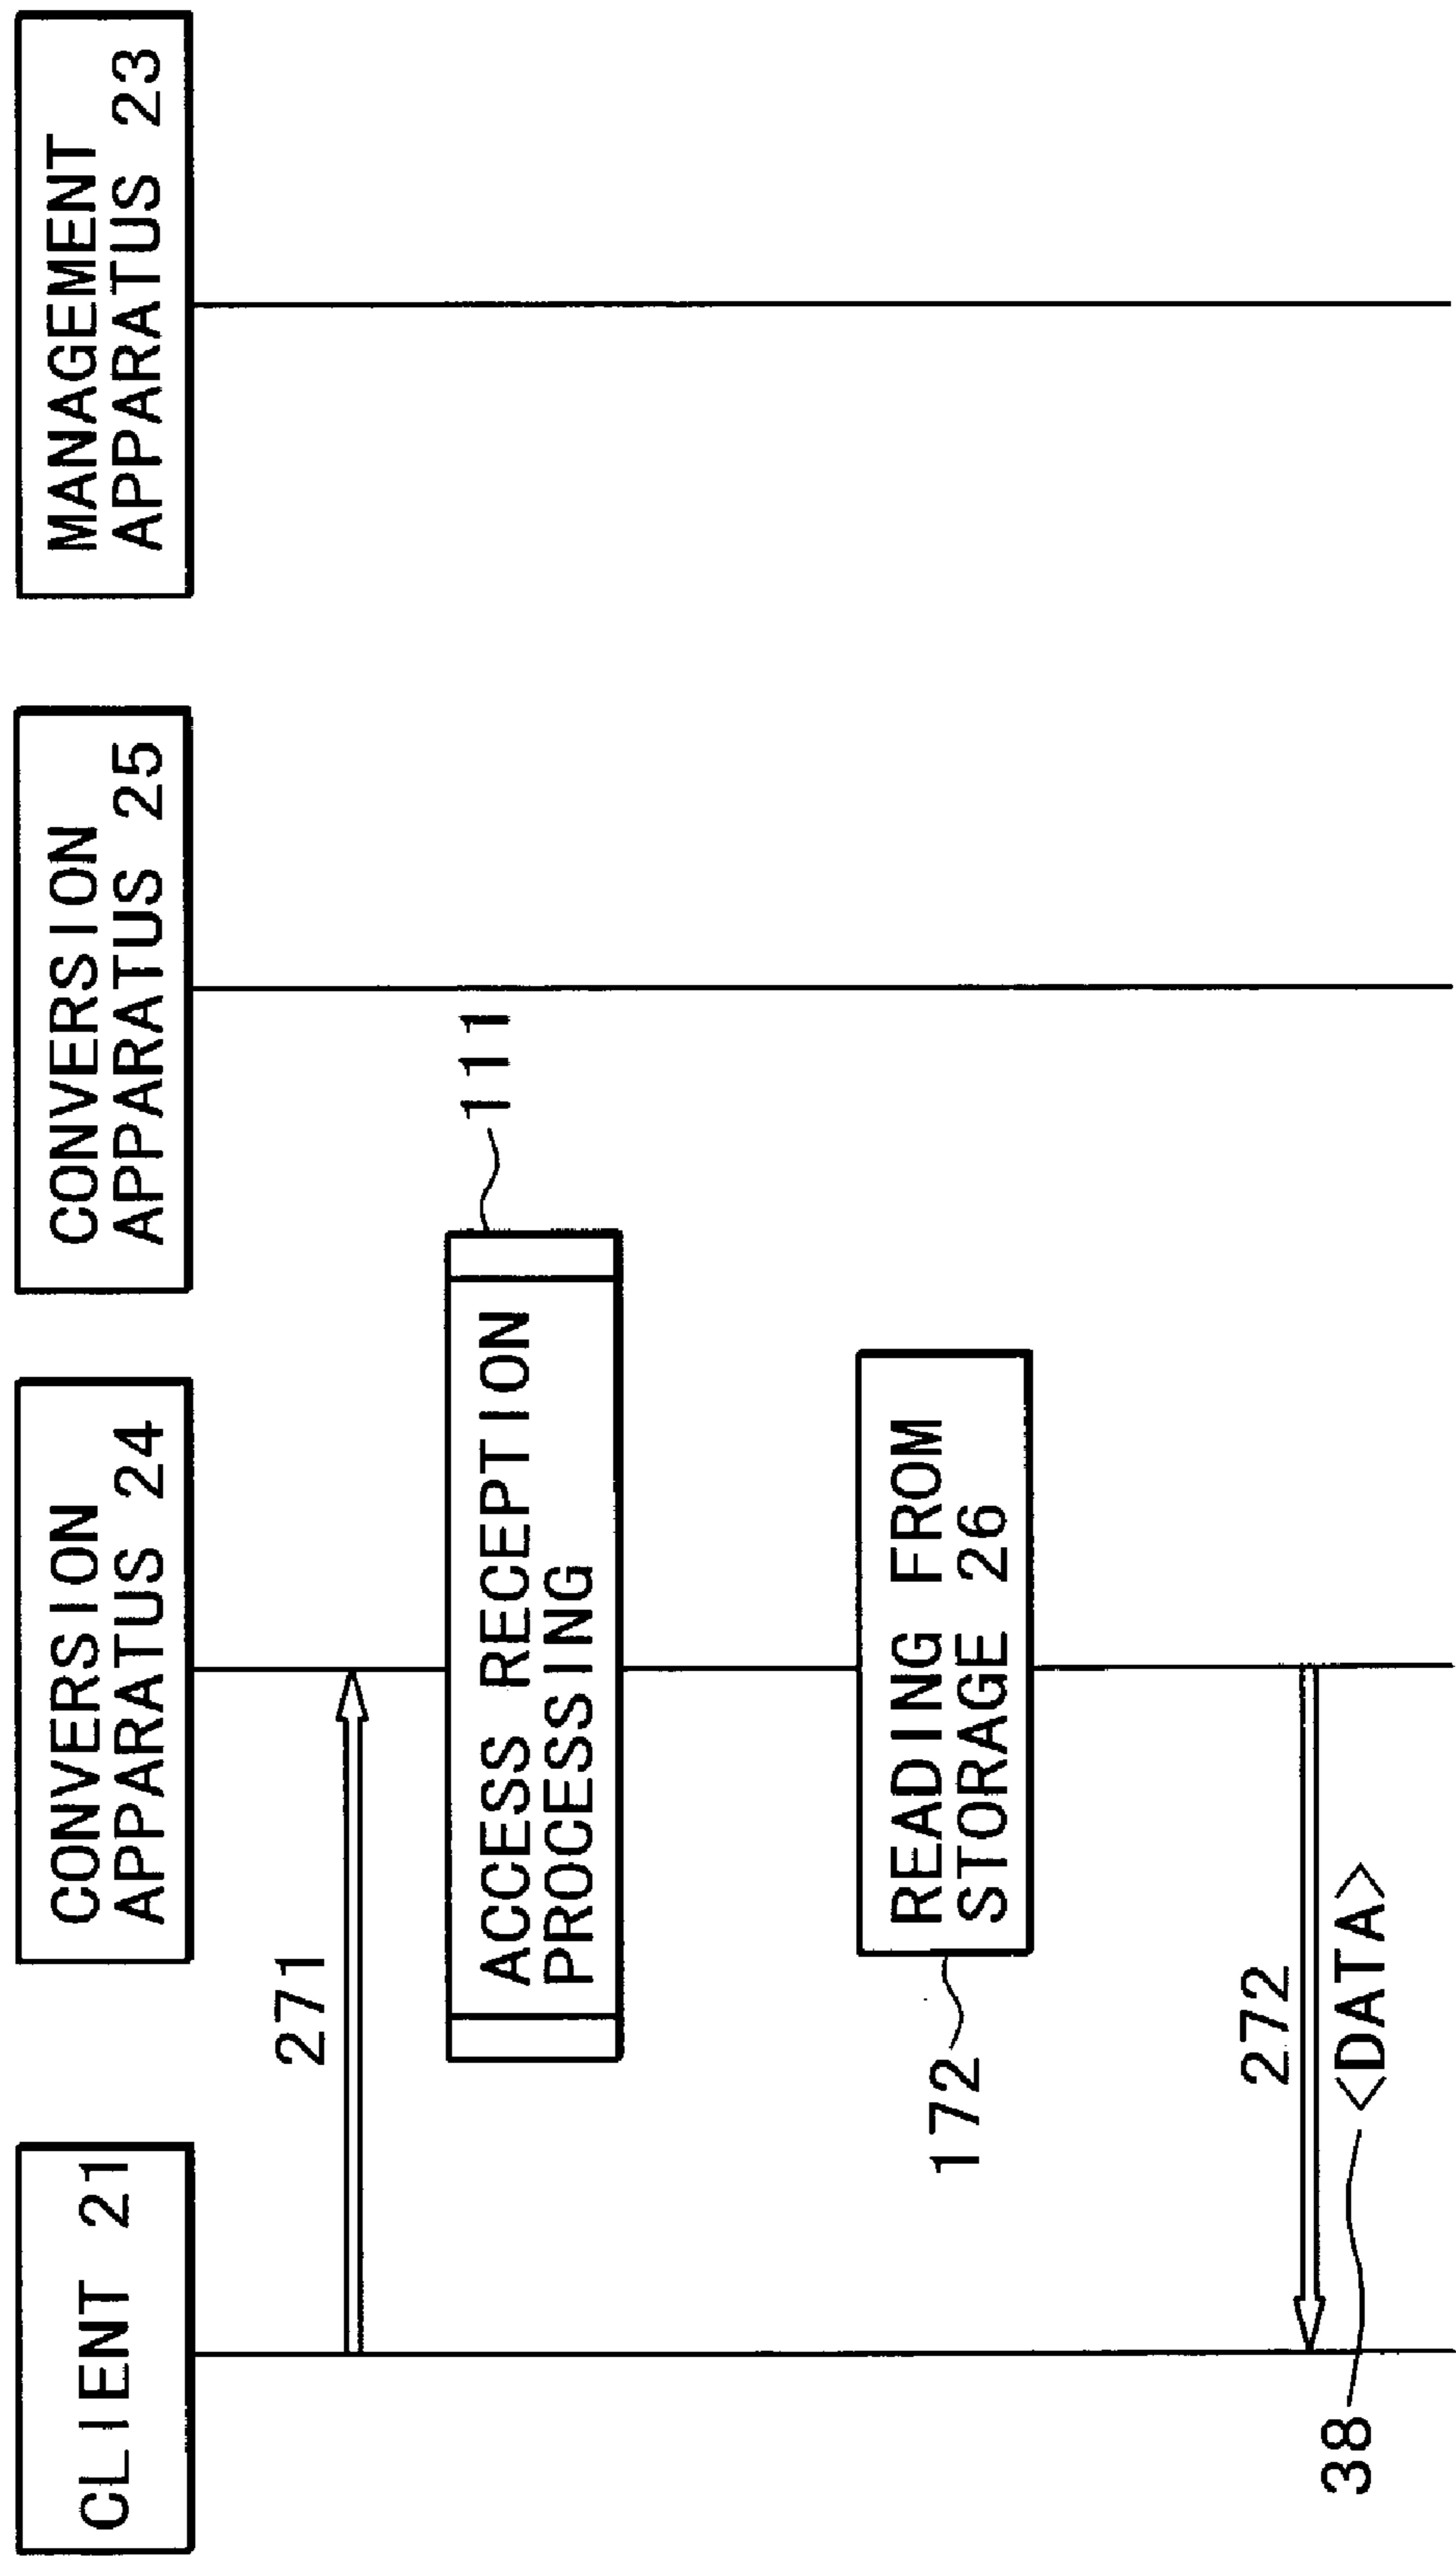 CLIENT 21
CONVERSION
APPARATUS 24
CONVERSION
APPARATUS 25
MANAGEMENT
APPARATUS 23
271
ACCESS RECEPTION
PROCESSING
111
172
READING FROM
STORAGE 26
272
38
<DATA>